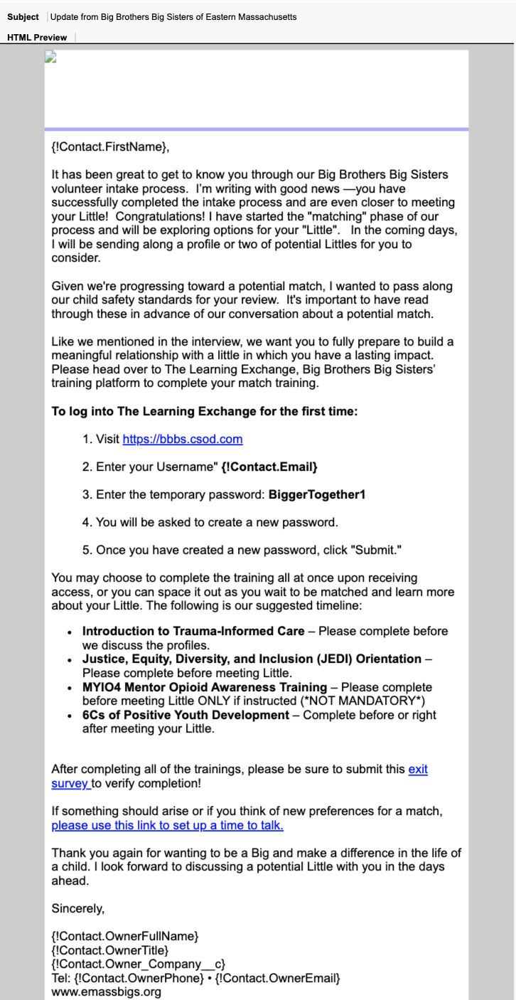 Subject Update from Big Brothers Big Sisters of Eastern Massachusetts
HTML Preview
{!Contact.FirstName},
It has been great to get to know you through our Big Brothers Big Sisters
volunteer intake process.  I'm writing with good news —you have
successfully completed the intake process and are even closer to meeting
your Little!  Congratulations! I have started the "matching" phase of our
process and will be exploring options for your "Little".   In the coming days,
I will be sending along a profile or two of potential Littles for you to
consider.
Given we're progressing toward a potential match, I wanted to pass along
our child safety standards for your review.  It's important to have read
through these in advance of our conversation about a potential match.
Like we mentioned in the interview, we want you to fully prepare to build a
meaningful relationship with a little in which you have a lasting impact.
Please head over to The Learning Exchange, Big Brothers Big Sisters’
training platform to complete your match training.
To log into The Learning Exchange for the first time:
1. Visit https://bbbs.csod.com
2. Enter your Username" {!Contact.Email}
3. Enter the temporary password: BiggerTogether1
4. You will be asked to create a new password.
5. Once you have created a new password, click "Submit."
You may choose to complete the training all at once upon receiving
access, or you can space it out as you wait to be matched and learn more
about your Little. The following is our suggested timeline:
• Introduction to Trauma-Informed Care – Please complete before
we discuss the profiles.
• Justice, Equity, Diversity, and Inclusion (JEDI) Orientation –
Please complete before meeting Little.
• MYIO4 Mentor Opioid Awareness Training – Please complete
before meeting Little ONLY if instructed (*NOT MANDATORY*)
• 6Cs of Positive Youth Development – Complete before or right
after meeting your Little.
After completing all of the trainings, please be sure to submit this exit
survey to verify completion!
If something should arise or if you think of new preferences for a match,
please use this link to set up a time to talk.
Thank you again for wanting to be a Big and make a difference in the life of
a child. I look forward to discussing a potential Little with you in the days
ahead.
Sincerely,
{!Contact.OwnerFullName}
{!Contact.OwnerTitle}
{!Contact.Owner_Company__c}
Tel: {!Contact.OwnerPhone} • {!Contact.OwnerEmail}
www.emassbigs.org